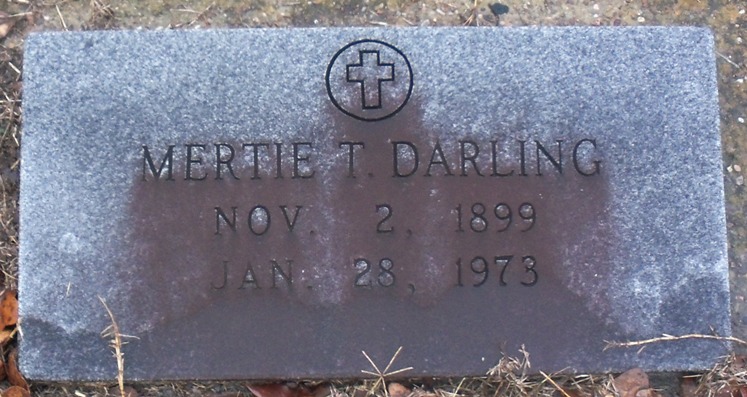 MERTIE T. DARLING
NOV. 2, 1899
JAN. 28, 1973